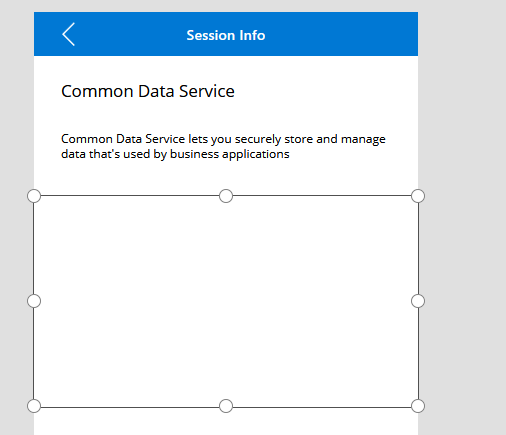 Session Info
Common Data Service
Common Data Service lets you securely store and manage
data that's used by business applications